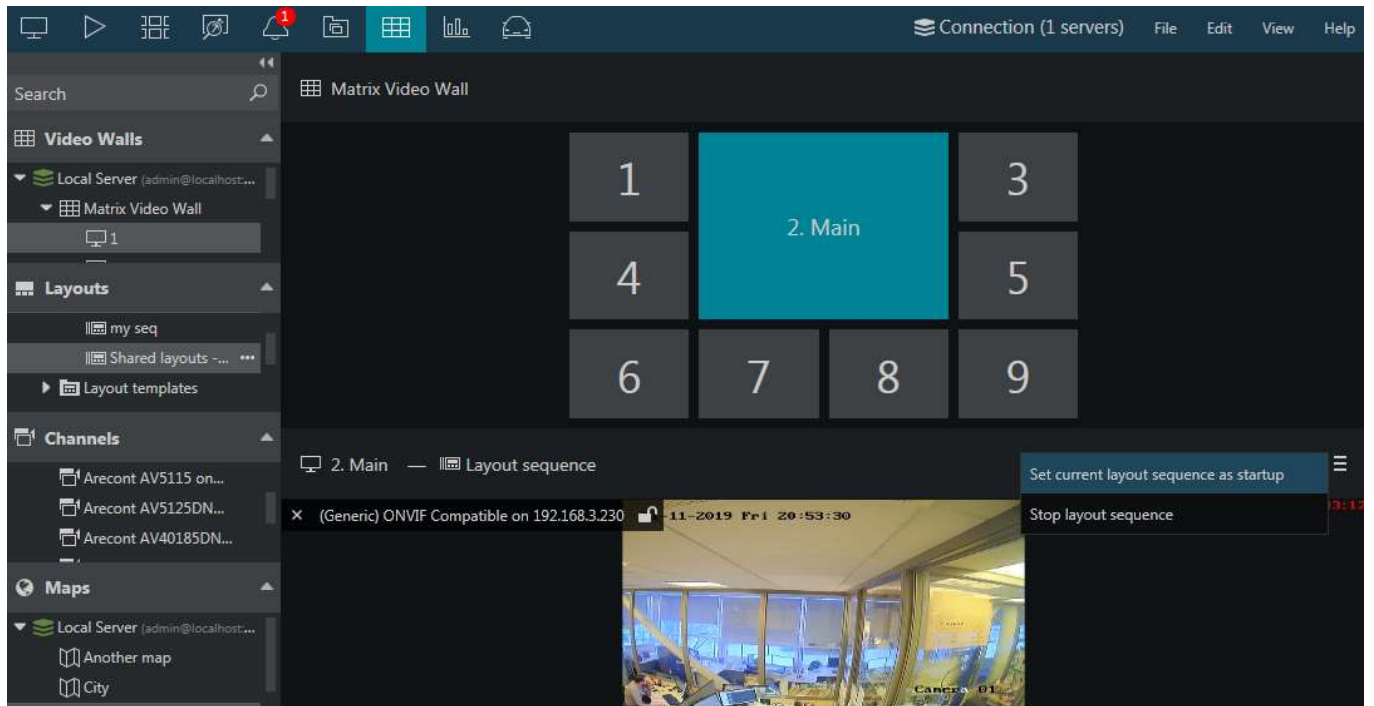 1
Connection (1 servers) File Edit View Help
Search
Matrix Video Wall
Video Walls
Local Server (admin@localhost:...
Matrix Video Wall
1
1
2. Main
3
4
5
6
7
8
9
Layouts
my seq
Shared layouts -... •••
Layout templates
Channels
Arecont AV5115 on...
Arecont AV5125DN...
Arecont AV40185DN...
Maps
Local Server (admin@localhost:...
Another map
City
2. Main — Layout sequence
Set current layout sequence as startup
Stop layout sequence
(Generic) ONVIF Compatible on 192.168.3.230
-11-2019 Fri 20:53:30
Camera 01